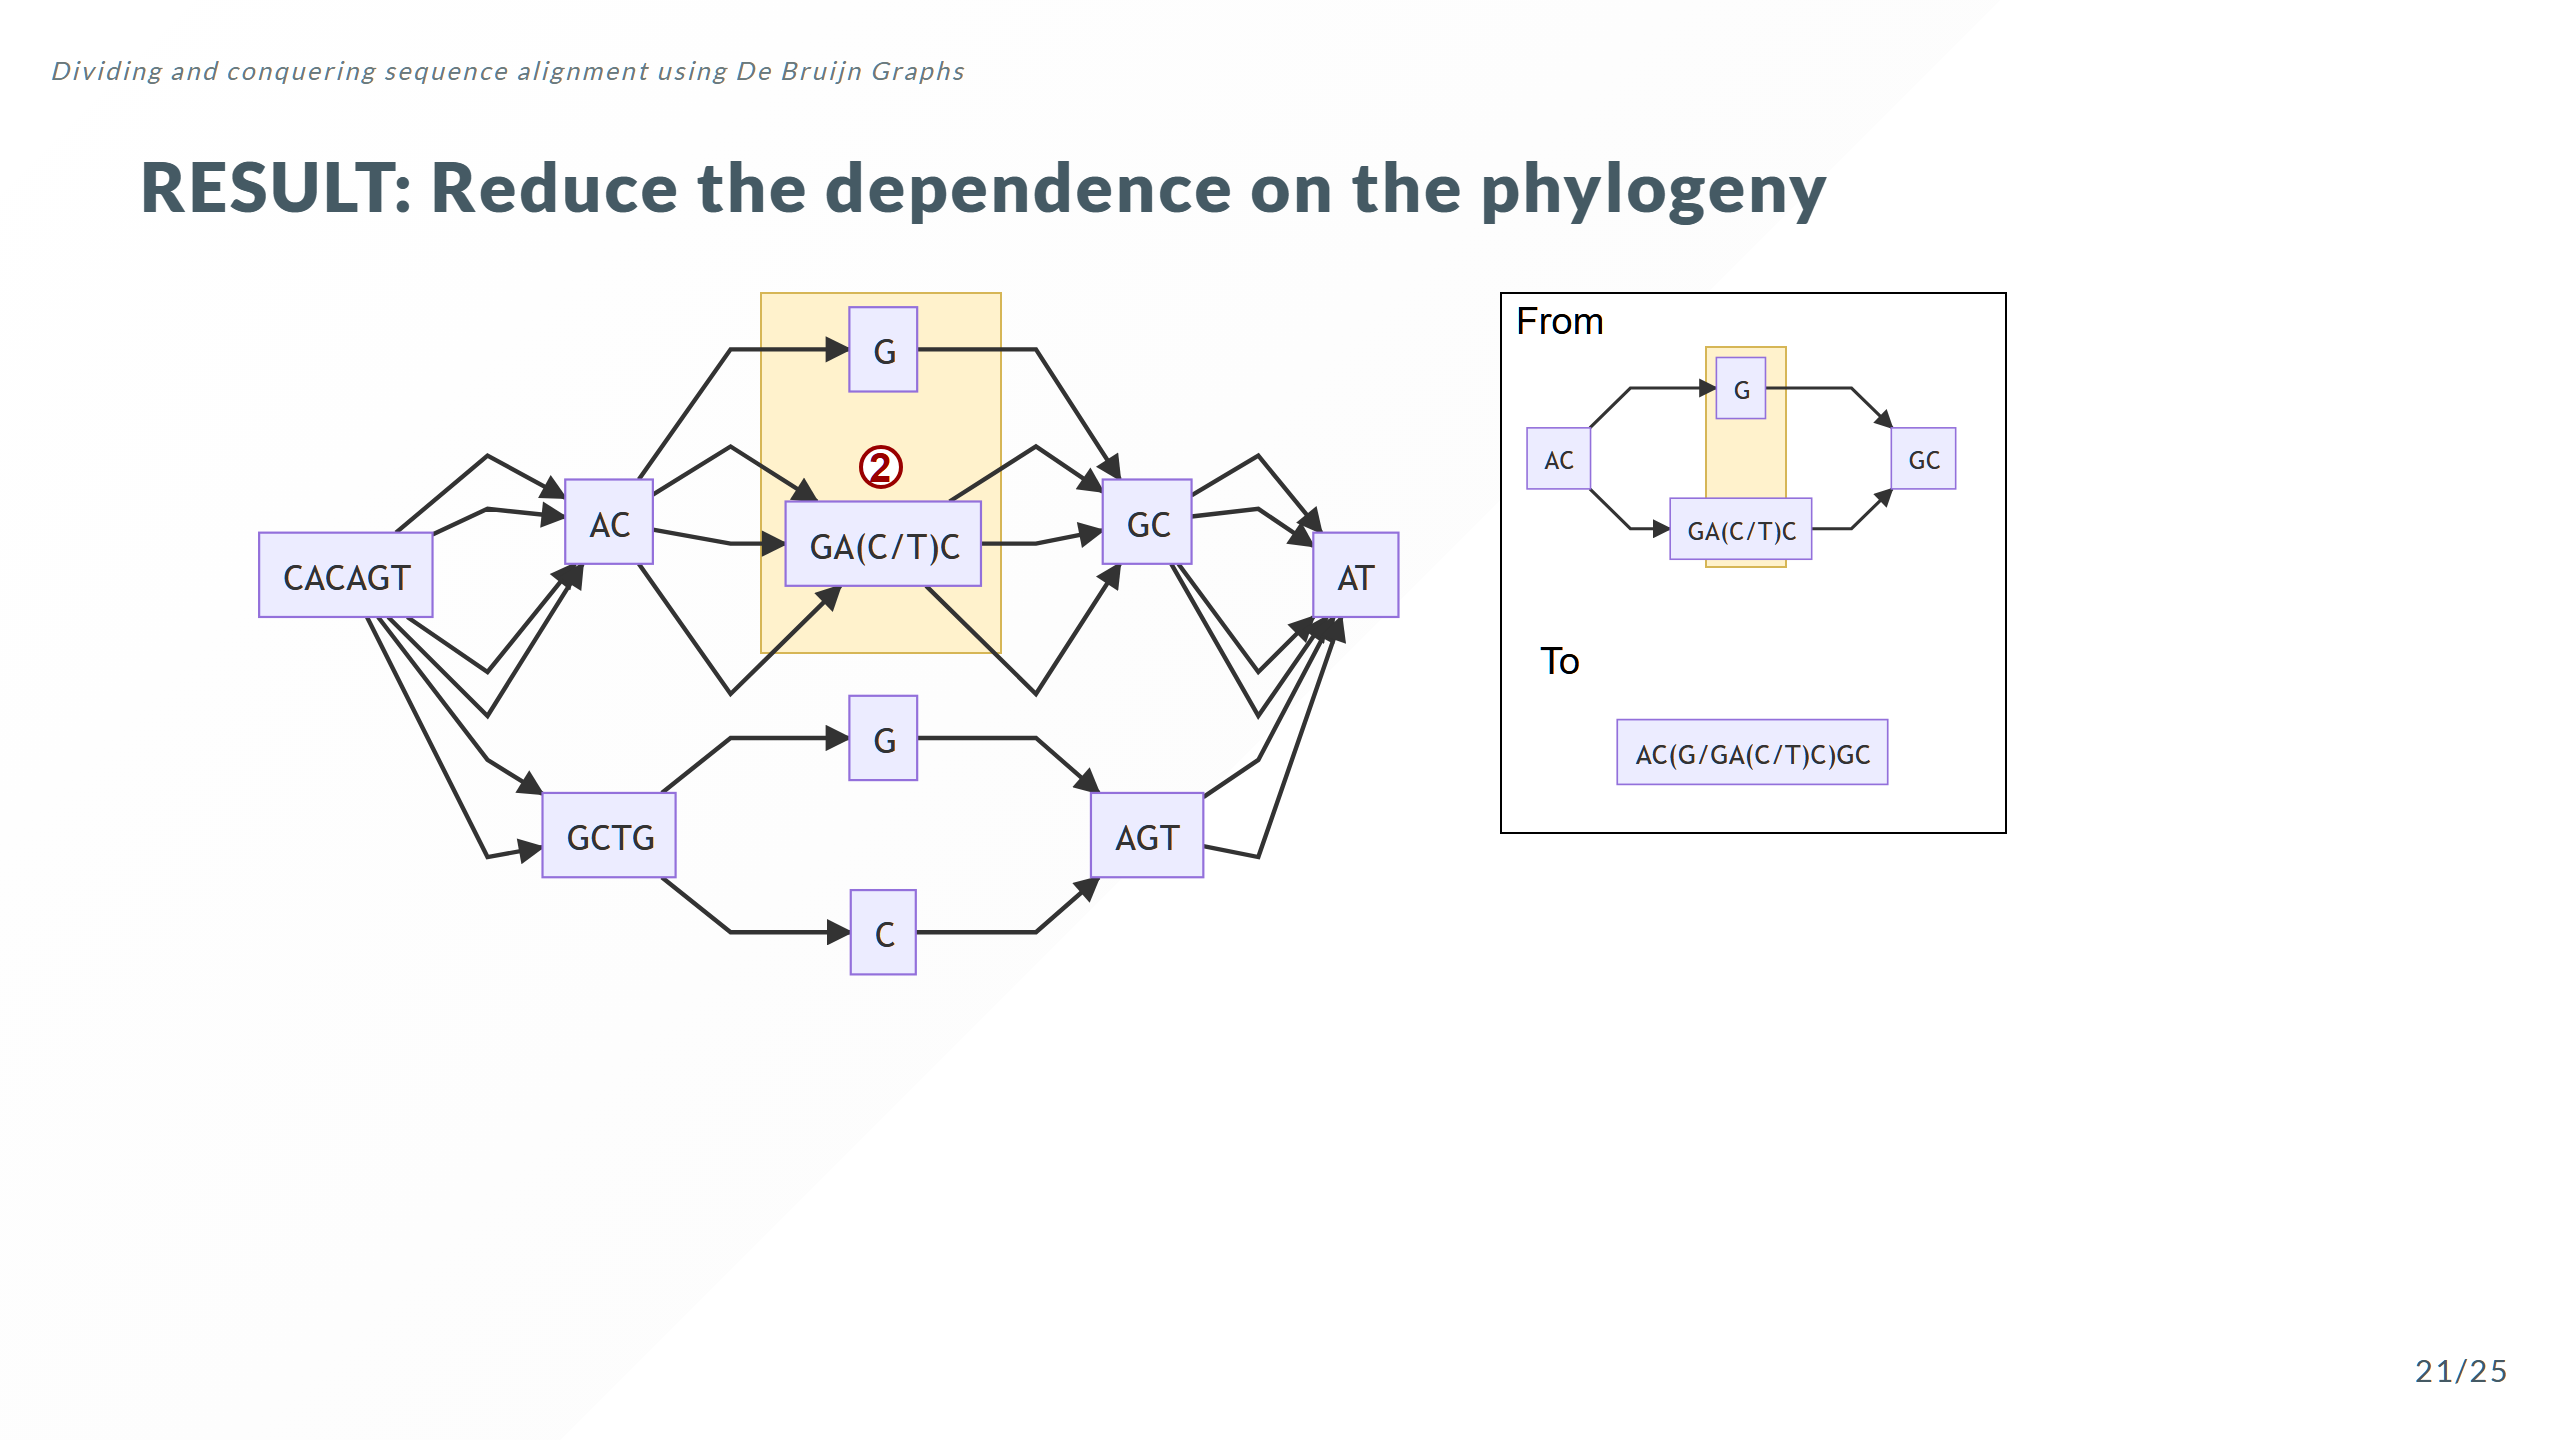 Dividing and conquering sequence alignment using De Bruijn Graphs
RESULT: Reduce the dependence on the phylogeny
G
②
CACAGT
AC
GA(C/T)C
GC
AT
G
GCTG
AGT
C
From
G
AC
GC
GA(C/T)C
To
AC(G/GA(C/T)C)GC
21/25